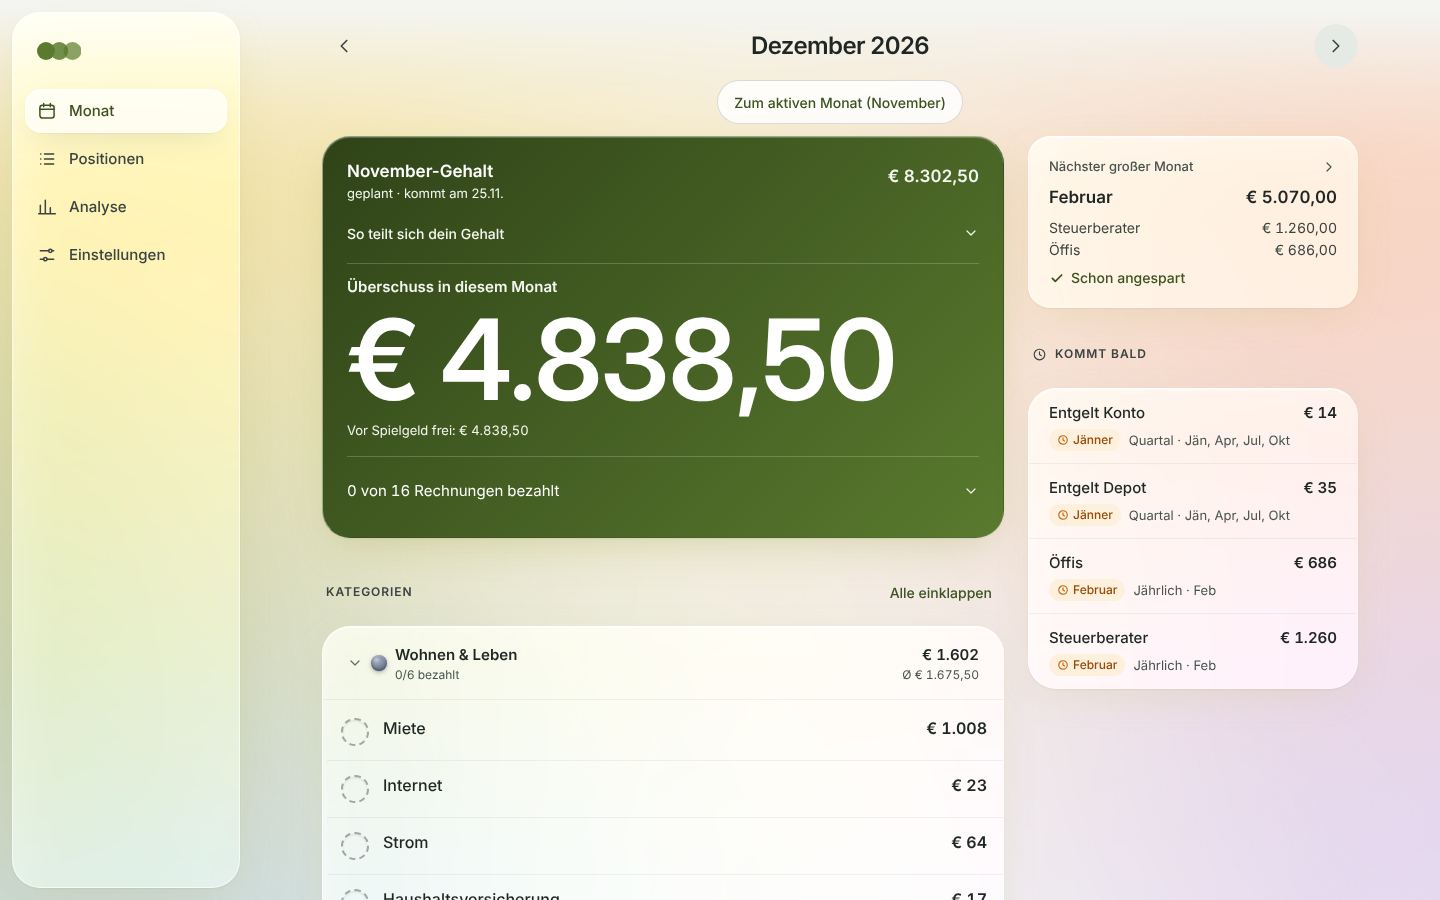 Monat
Positionen
Analyse
Einstellungen
Dezember 2026
Zum aktiven Monat (November)
November-Gehalt
€ 8.302,50
geplant · kommt am 25.11.
So teilt sich dein Gehalt
Überschuss in diesem Monat
€ 4.838,50
Vor Spielgeld frei: € 4.838,50
0 von 16 Rechnungen bezahlt
KATEGORIEN
Alle einklappen
Wohnen & Leben
€ 1.602
0/6 bezahlt
Ø € 1.675,50
Miete
€ 1.008
Internet
€ 23
Strom
€ 64
Haushaltsversicherung
€ 17
Nächster großer Monat
Februar
€ 5.070,00
Steuerberater
€ 1.260,00
Öffis
€ 686,00
Schon angespart
KOMMT BALD
Entgelt Konto
€ 14
Jänner
Quartal · Jän, Apr, Jul, Okt
Entgelt Depot
€ 35
Jänner
Quartal · Jän, Apr, Jul, Okt
Öffis
€ 686
Februar
Jährlich · Feb
Steuerberater
€ 1.260
Februar
Jährlich · Feb